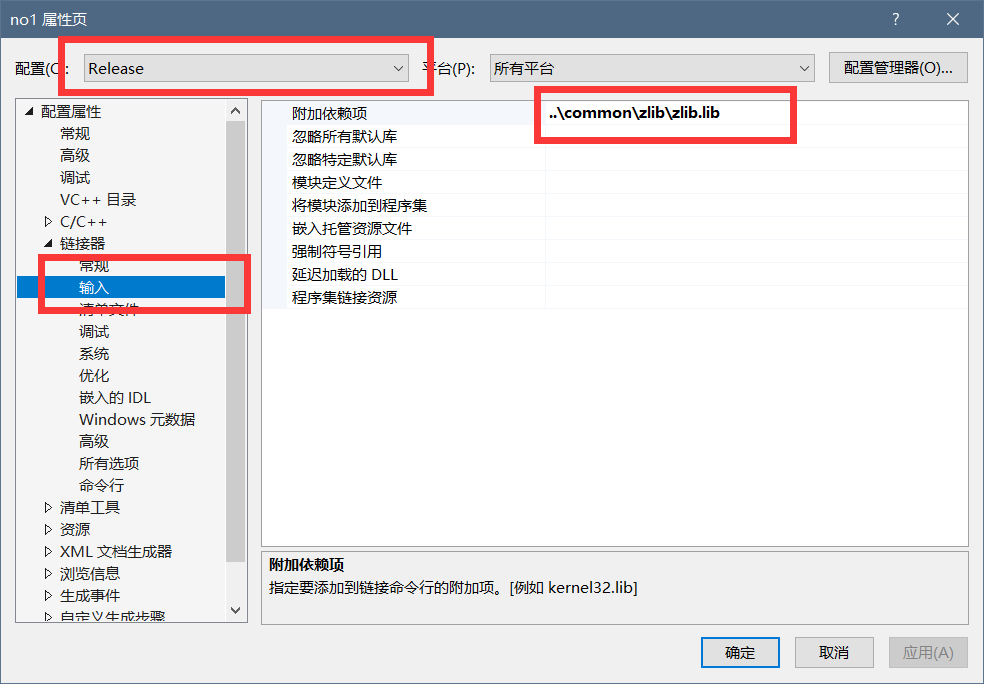 no1 属性页
配置(C):
Release
平台(P):
所有平台
配置管理器(O)...
配置属性
常规
高级
调试
VC++ 目录
C/C++
链接器
常规
输入
清单文件
调试
系统
优化
嵌入的 IDL
Windows 元数据
高级
所有选项
命令行
清单工具
资源
XML 文档生成器
浏览信息
生成事件
自定义生成步骤
附加依赖项 ..\common\zlib\zlib.lib
忽略所有默认库
忽略特定默认库
模块定义文件
将模块添加到程序集
嵌入托管资源文件
强制符号引用
延迟加载的 DLL
程序集链接资源
附加依赖项
指定要添加到链接命令行的附加项。[例如 kernel32.lib]
确定
取消
应用(A)